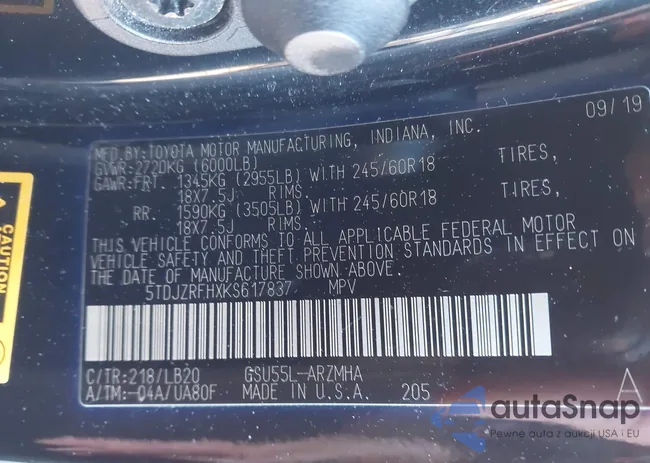 09/19
MFD.BY:TOYOTA MOTOR MANUFACTURING, INDIANA, INC.
GVWR:2720KG (6000LB)
GAWR:FRT. 1345KG (2955LB) WITH 245/60R18 TIRES,
18X7.5J RIMS.
RR. 1590KG (3505LB) WITH 245/60R18 TIRES,
18X7.5J RIMS.
THIS VEHICLE CONFORMS TO ALL APPLICABLE FEDERAL MOTOR
VEHICLE SAFETY AND THEFT PREVENTION STANDARDS IN EFFECT ON
THE DATE OF MANUFACTURE SHOWN ABOVE.
5TDJZRFHXKS617837 MPV
C/TR:218/LB20 GSU55L-ARZMHA
A/TM:-04A/UA80F MADE IN U.S.A. 205
A
CAUTION
autaSnap
Pewne auta z aukcji USA i EU